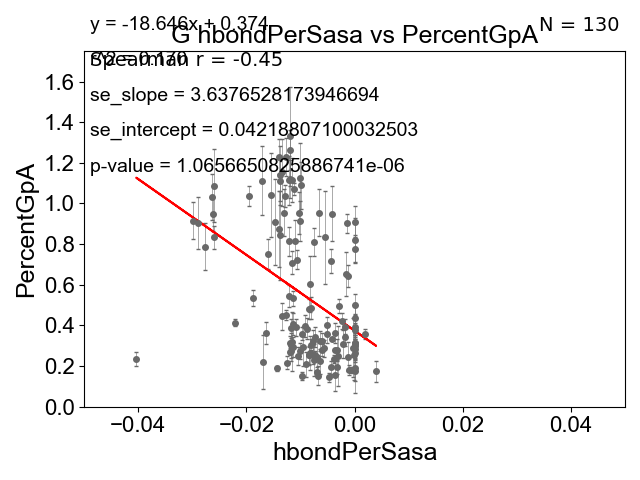 y = -18.646x + 0.374
G hbondPerSasa vs PercentGpA
N = 130
Spearman r = -0.45
se_slope = 3.6376528173946694
se_intercept = 0.04218807100032503
p-value = 1.0656650825886741e-06
PercentGpA
1.6
1.4
1.2
1.0
0.8
0.6
0.4
0.2
0.0
−0.04
−0.02
0.00
0.02
0.04
hbondPerSasa